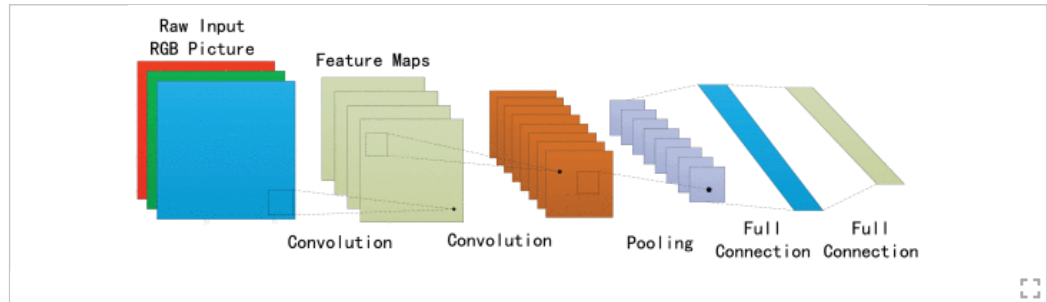 Raw Input
RGB Picture
Feature Maps
Convolution
Convolution
Pooling
Full
Connection
Full
Connection